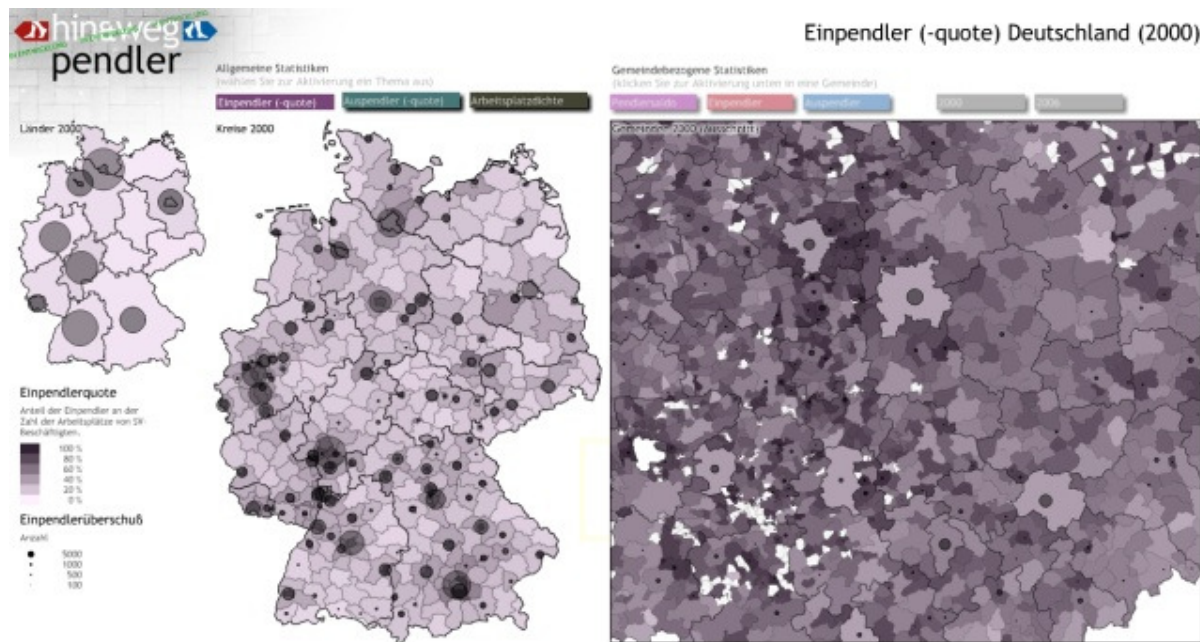 hinaweg
pendler
Einpendler (-quote) Deutschland (2000)
Allgemeine Statistiken
(wählen Sie zur Aktivierung ein Thema aus)
Einpendler (-quote)
Auspendler (-quote)
Arbeitsplatzdichte
Gemeindebezogene Statistiken
(klicken Sie zur Aktivierung unten in eine Gemeinde)
Pendlersaldo
Einpendler
Auspendler
2000
2006
Länder 2000
Kreise 2000
Gemeinden 2000 (Ausschnitt)
Einpendlerquote
Anteil der Einpendler an der
Zahl der Arbeitsplätze von SV-
Beschäftigten.
100 %
80 %
60 %
40 %
20 %
0 %
Einpendlerüberschuß
Anzahl
5000
1000
500
100